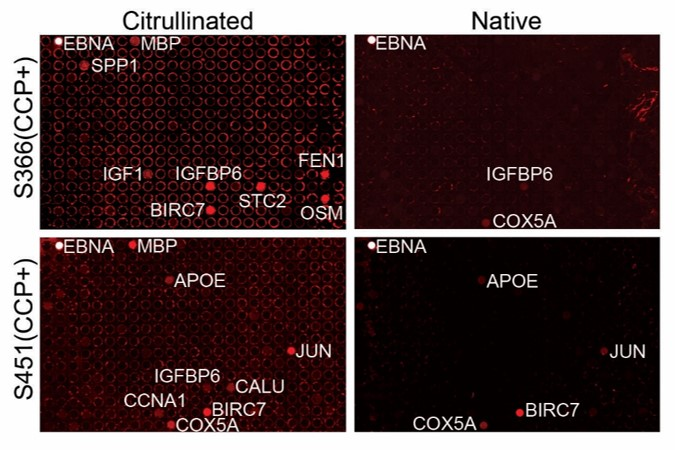 Citrullinated
Native
S366(CCP+)
EBNA
MBP
SPP1
IGF1
IGFBP6
FEN1
STC2
BIRC7
OSM
EBNA
IGFBP6
COX5A
S451(CCP+)
EBNA
MBP
APOE
JUN
IGFBP6
CALU
CCNA1
BIRC7
COX5A
EBNA
APOE
JUN
BIRC7
COX5A